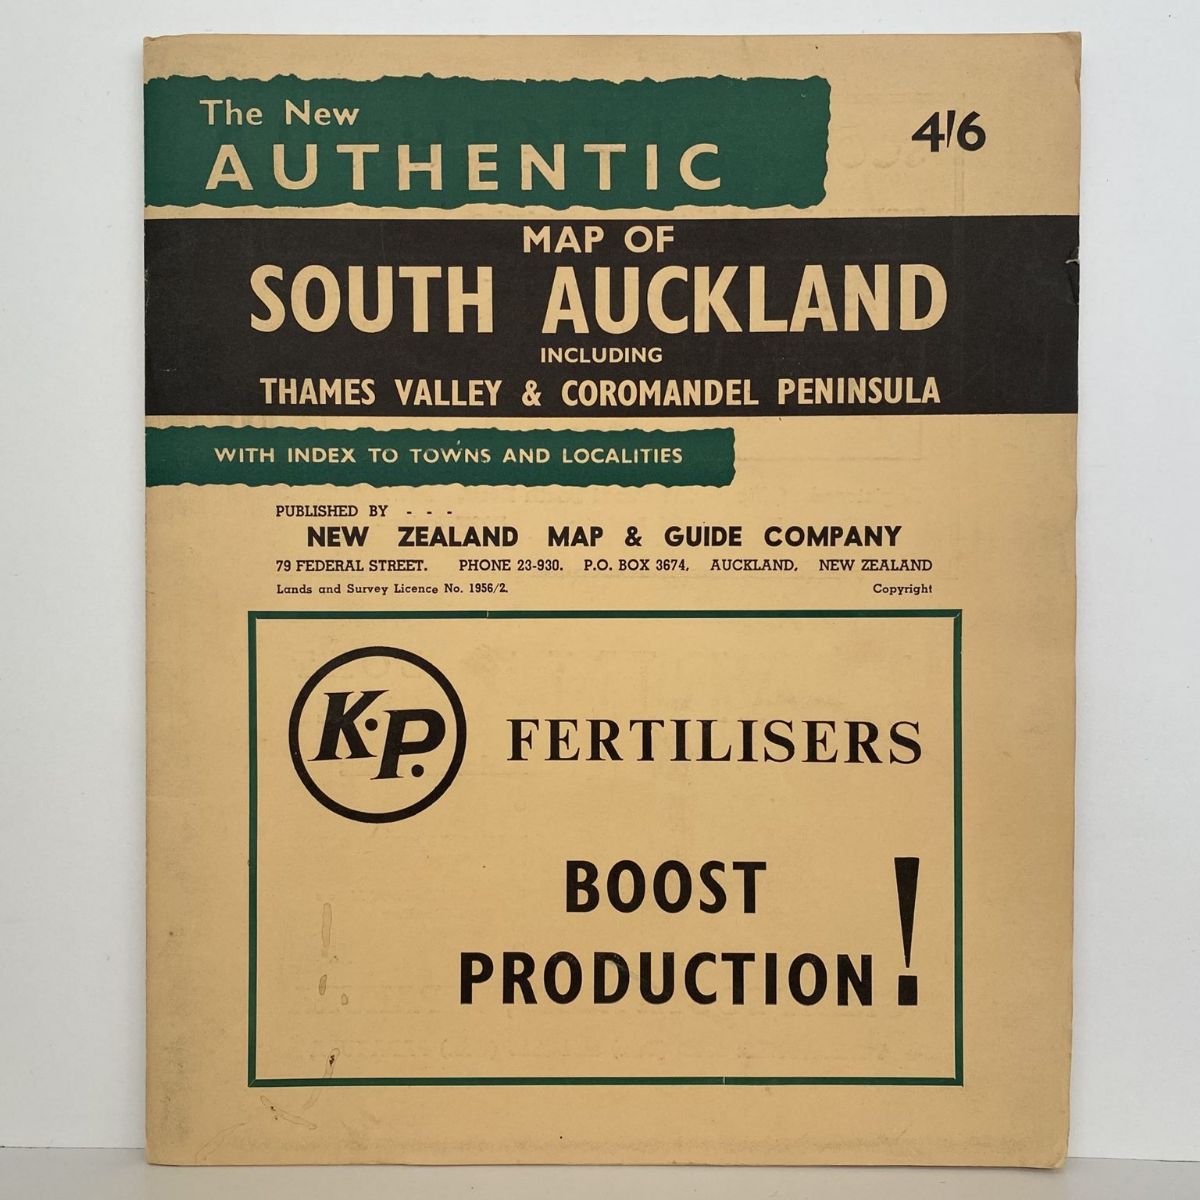 The New
AUTHENTIC
4/6
MAP OF
SOUTH AUCKLAND
INCLUDING
THAMES VALLEY & COROMANDEL PENINSULA
WITH INDEX TO TOWNS AND LOCALITIES
PUBLISHED BY - - -
NEW ZEALAND MAP & GUIDE COMPANY
79 FEDERAL STREET. PHONE 23-930. P.O. BOX 3674, AUCKLAND, NEW ZEALAND
Lands and Survey Licence No. 1956/2. Copyright
K.P. FERTILISERS
BOOST
PRODUCTION!